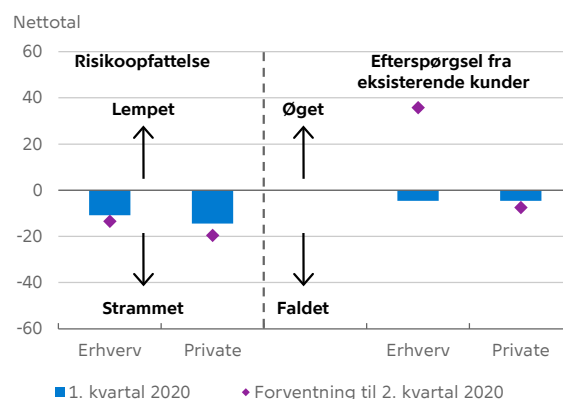 Nettotal
60
40
20
0
-20
-40
-60
Risikoopfattelse
Lempet
Strammet
Efterspørgsel fra
eksisterende kunder
Øget
Faldet
Erhverv
Private
Erhverv
Private
1. kvartal 2020
Forventning til 2. kvartal 2020